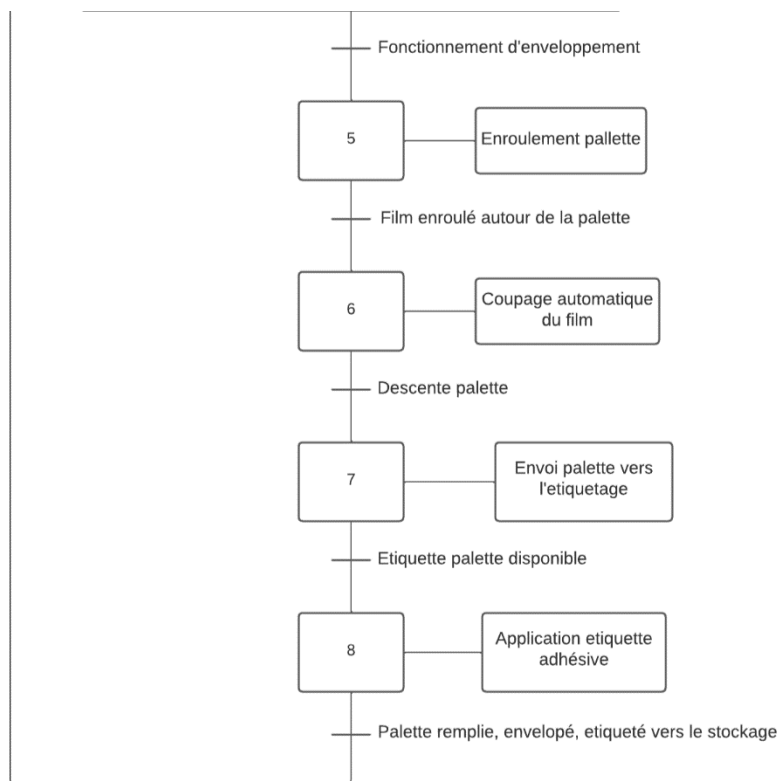 Fonctionnement d'enveloppement
5
Enroulement pallette
Film enroulé autour de la palette
6
Coupage automatique
du film
Descente palette
7
Envoi palette vers
l'etiquetage
Etiquette palette disponible
8
Application etiquette
adhésive
Palette remplie, envelopé, etiqueté vers le stockage